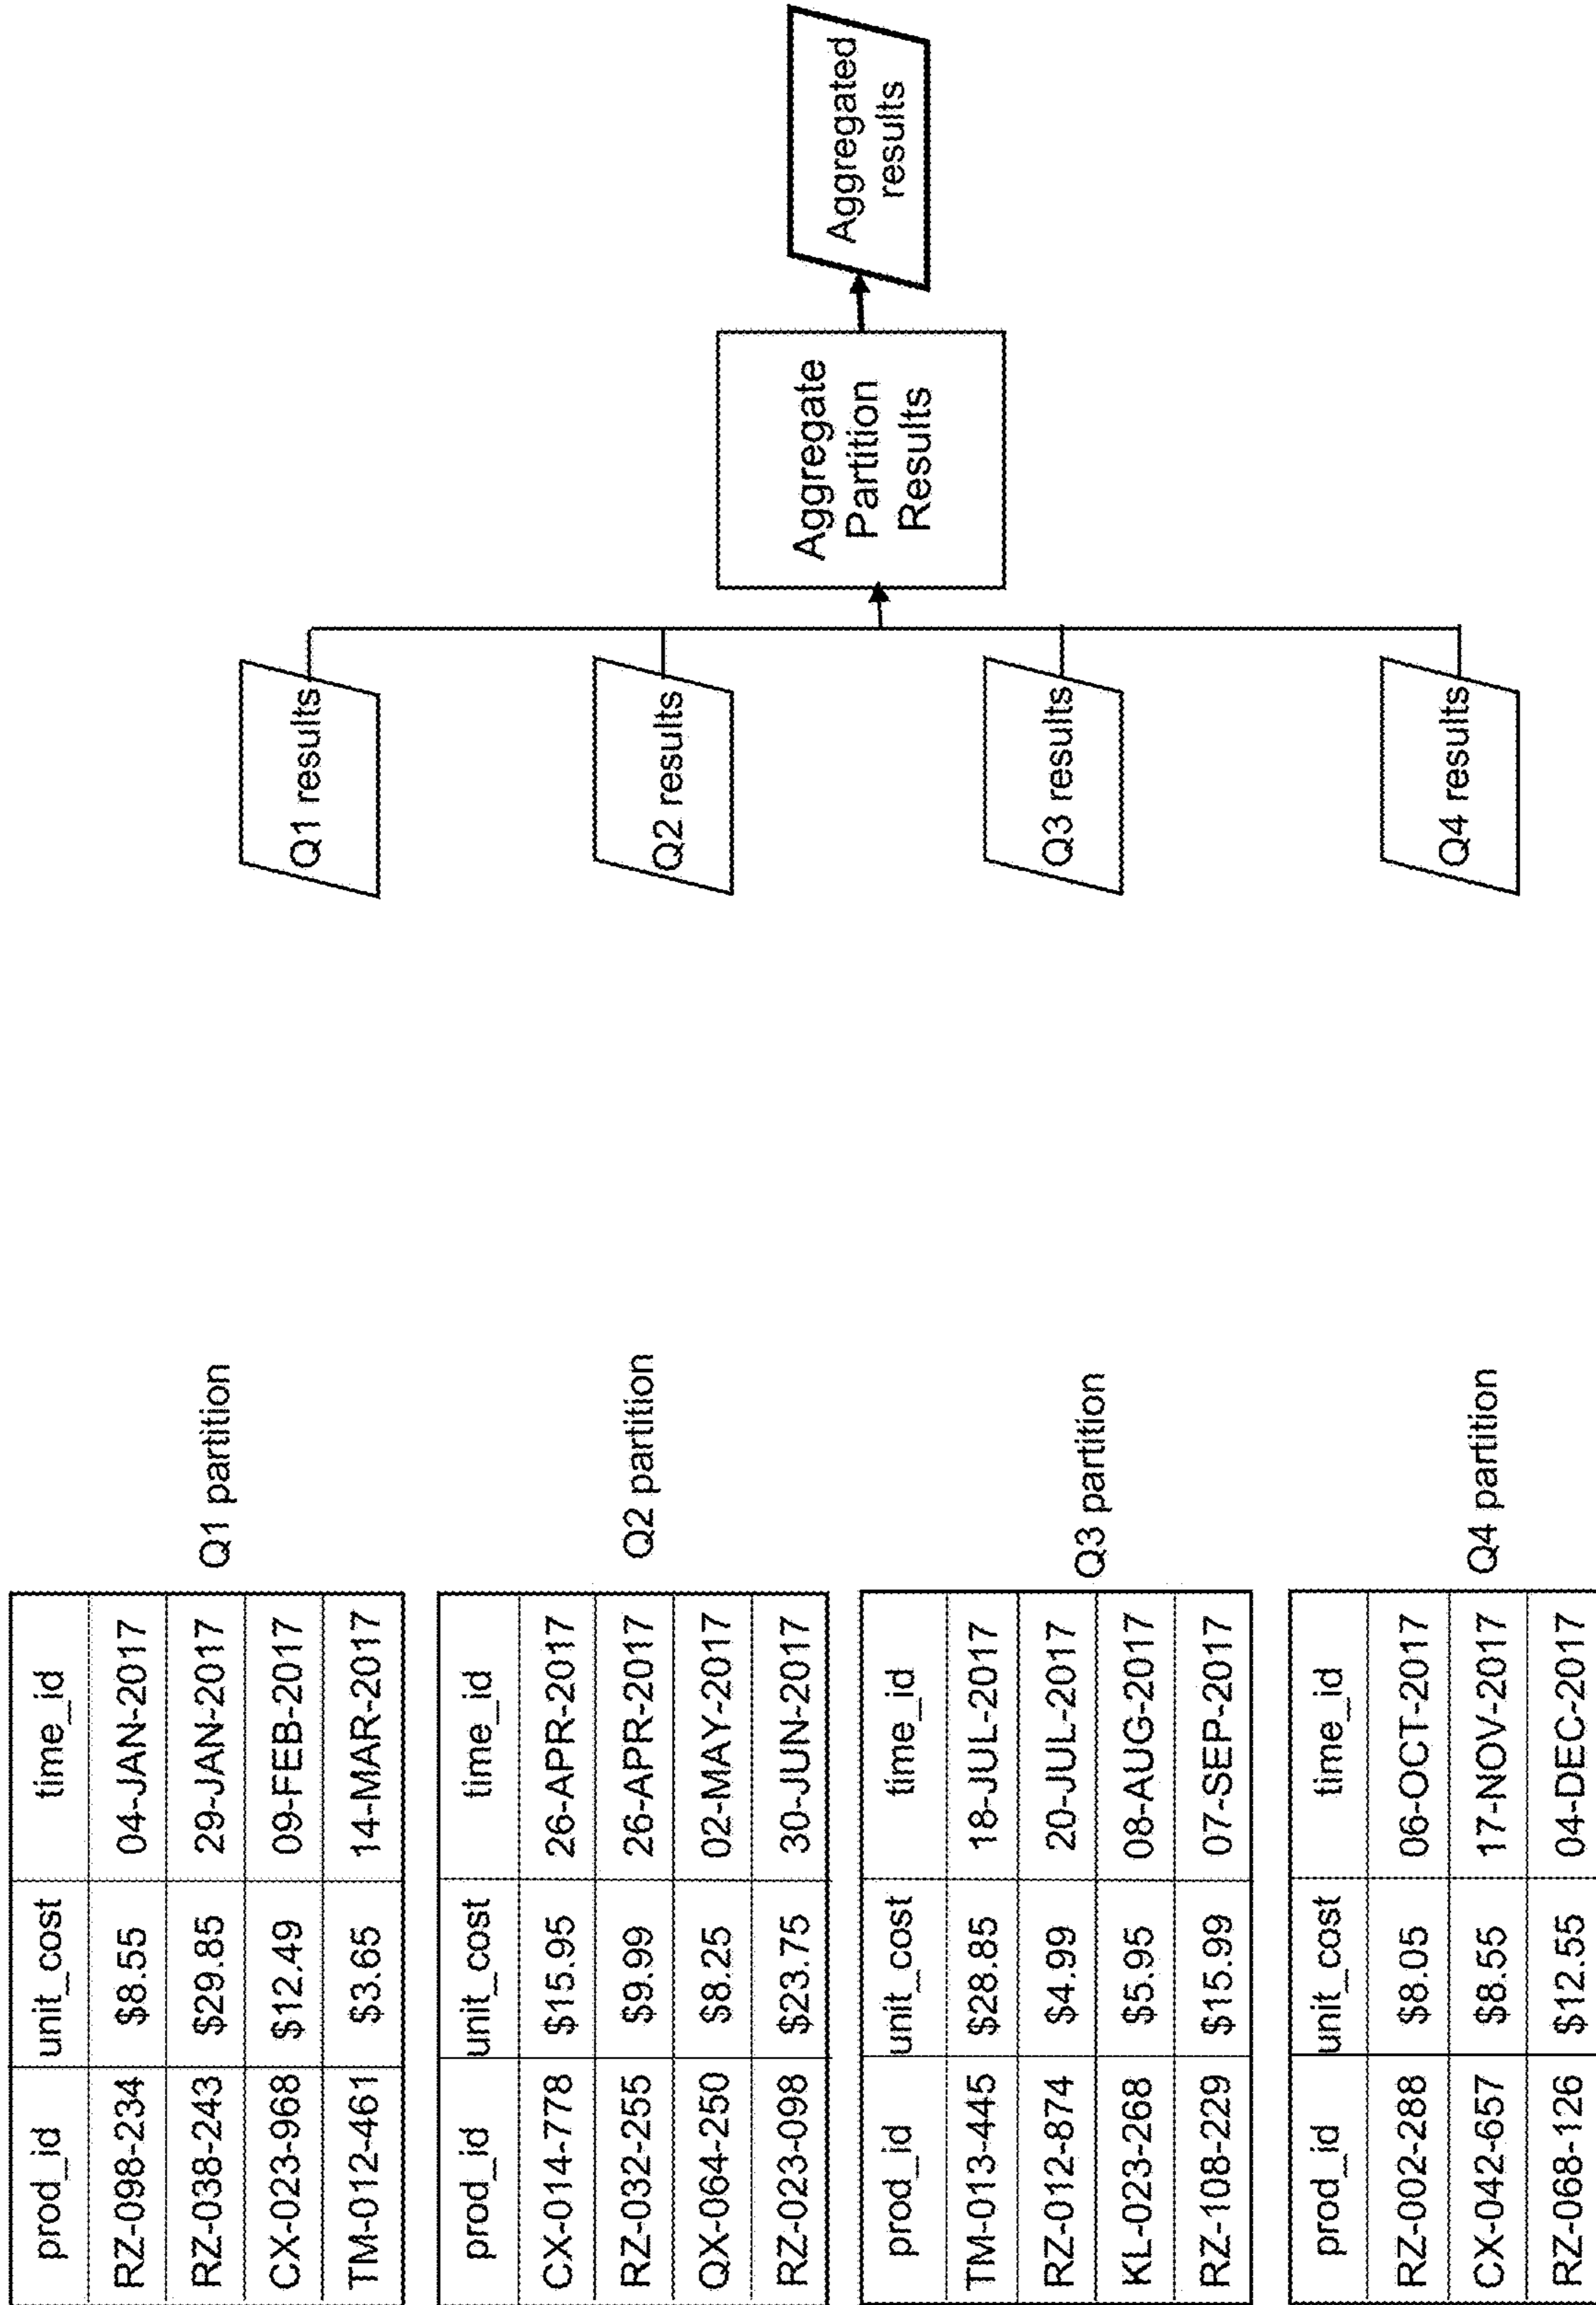 prod_id unit_cost time_id
RZ-098-234 $8.55 04-JAN-2017
RZ-038-243 $29.85 29-JAN-2017
CX-023-968 $12.49 09-FEB-2017
TM-012-461 $3.65 14-MAR-2017
Q1 partition
Q1 results
prod_id unit_cost time_id
CX-014-778 $15.95 26-APR-2017
RZ-032-255 $9.99 26-APR-2017
QX-064-250 $8.25 02-MAY-2017
RZ-023-098 $23.75 30-JUN-2017
Q2 partition
Q2 results
prod_id unit_cost time_id
TM-013-445 $28.85 18-JUL-2017
RZ-012-874 $4.99 20-JUL-2017
KL-023-268 $5.95 08-AUG-2017
RZ-108-229 $15.99 07-SEP-2017
Q3 partition
Q3 results
prod_id unit_cost time_id
RZ-002-288 $8.05 06-OCT-2017
CX-042-657 $8.55 17-NOV-2017
RZ-068-126 $12.55 04-DEC-2017
Q4 partition
Q4 results
Aggregate
Partition
Results
Aggregated
results